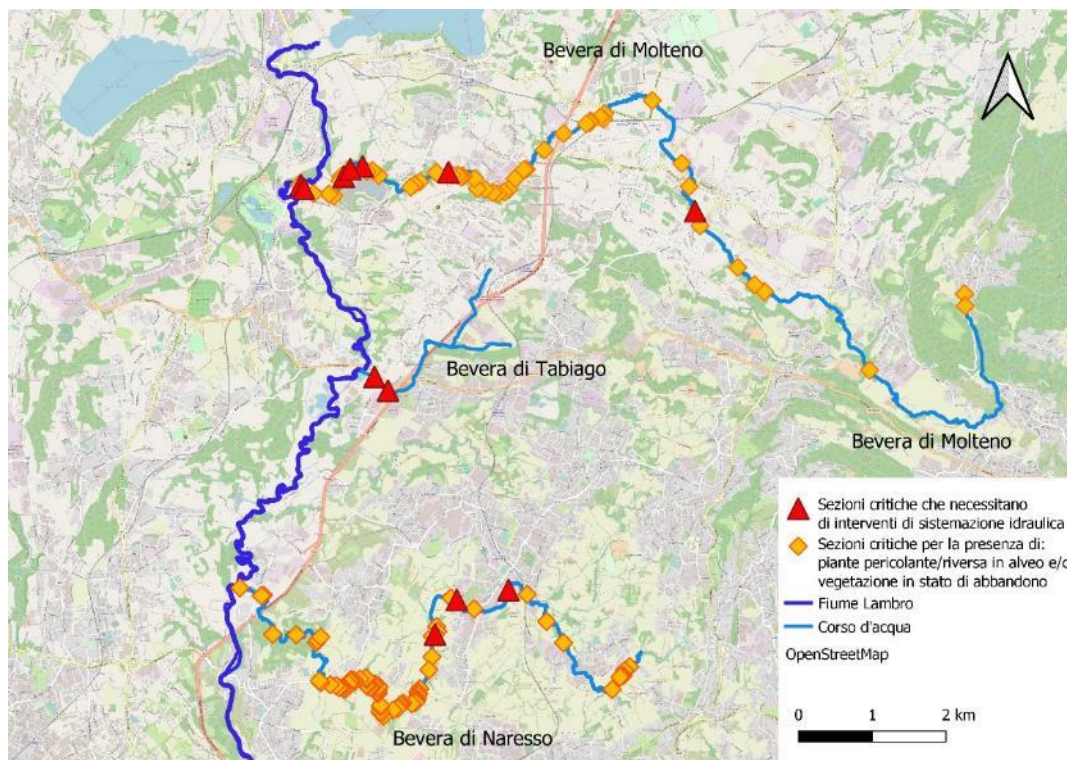 Bevera di Molteno
Bevera di Tabiago
Bevera di Molteno
Bevera di Naresso
Sezioni critiche che necessitano
di interventi di sistemazione idraulica
Sezioni critiche per la presenza di:
piante pericolante/riversa in alveo e/o
vegetazione in stato di abbandono
Fiume Lambro
Corso d'acqua
OpenStreetMap
0 1 2 km